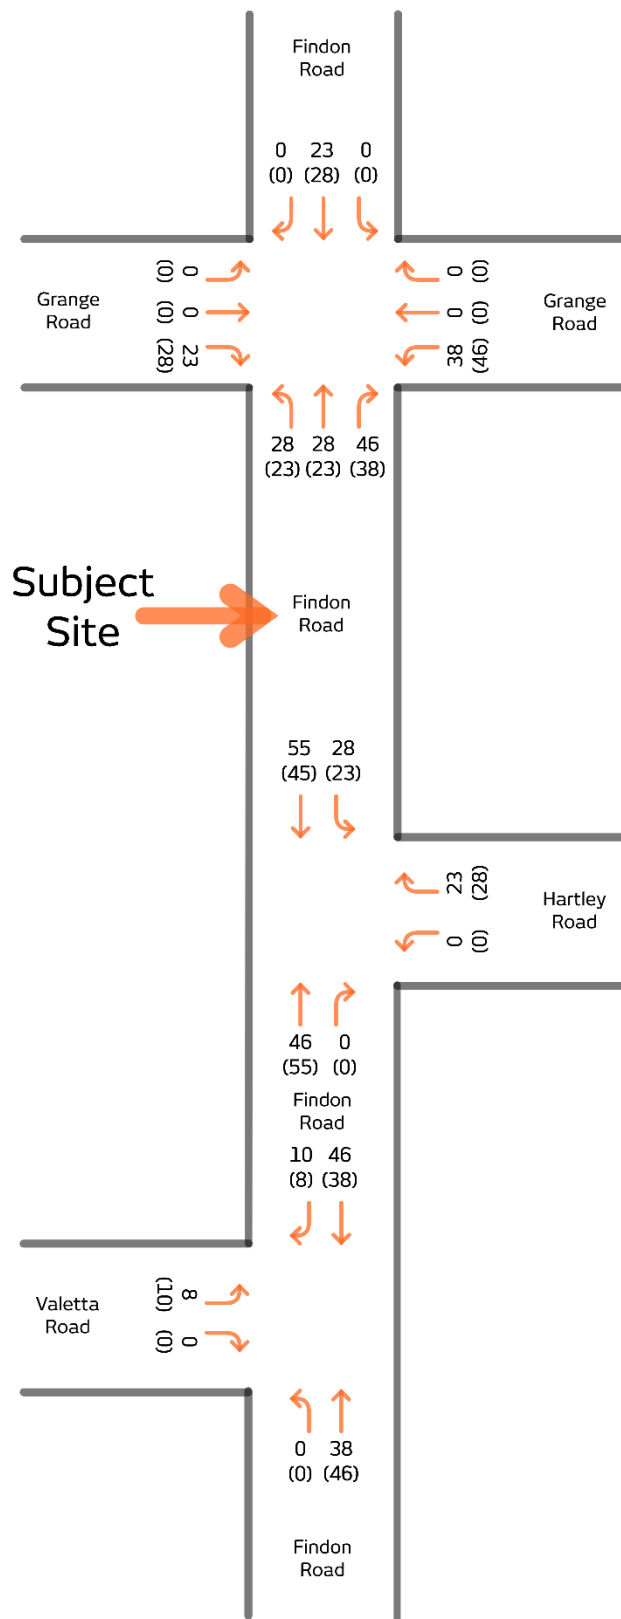 Findon
Road
0 23 0
(0) (28) (0)
0
(0)
0
(0)
23
(28)
Grange
Road
0
(0)
0
(0)
38
(46)
Grange
Road
28 28 46
(23) (23) (38)
Subject
Site
Findon
Road
55 28
(45) (23)
23
(28)
0
(0)
Hartley
Road
46 0
(55) (0)
Findon
Road
10 46
(8) (38)
8
(10)
0
(0)
Valetta
Road
0 38
(0) (46)
Findon
Road